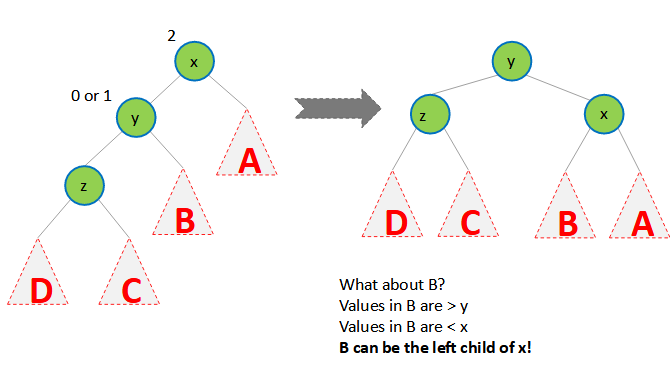 2
x
y
0 or 1
y
z
x
A
z
B
D
C
B
A
D
C
What about B?
Values in B are > y
Values in B are < x
B can be the left child of x!